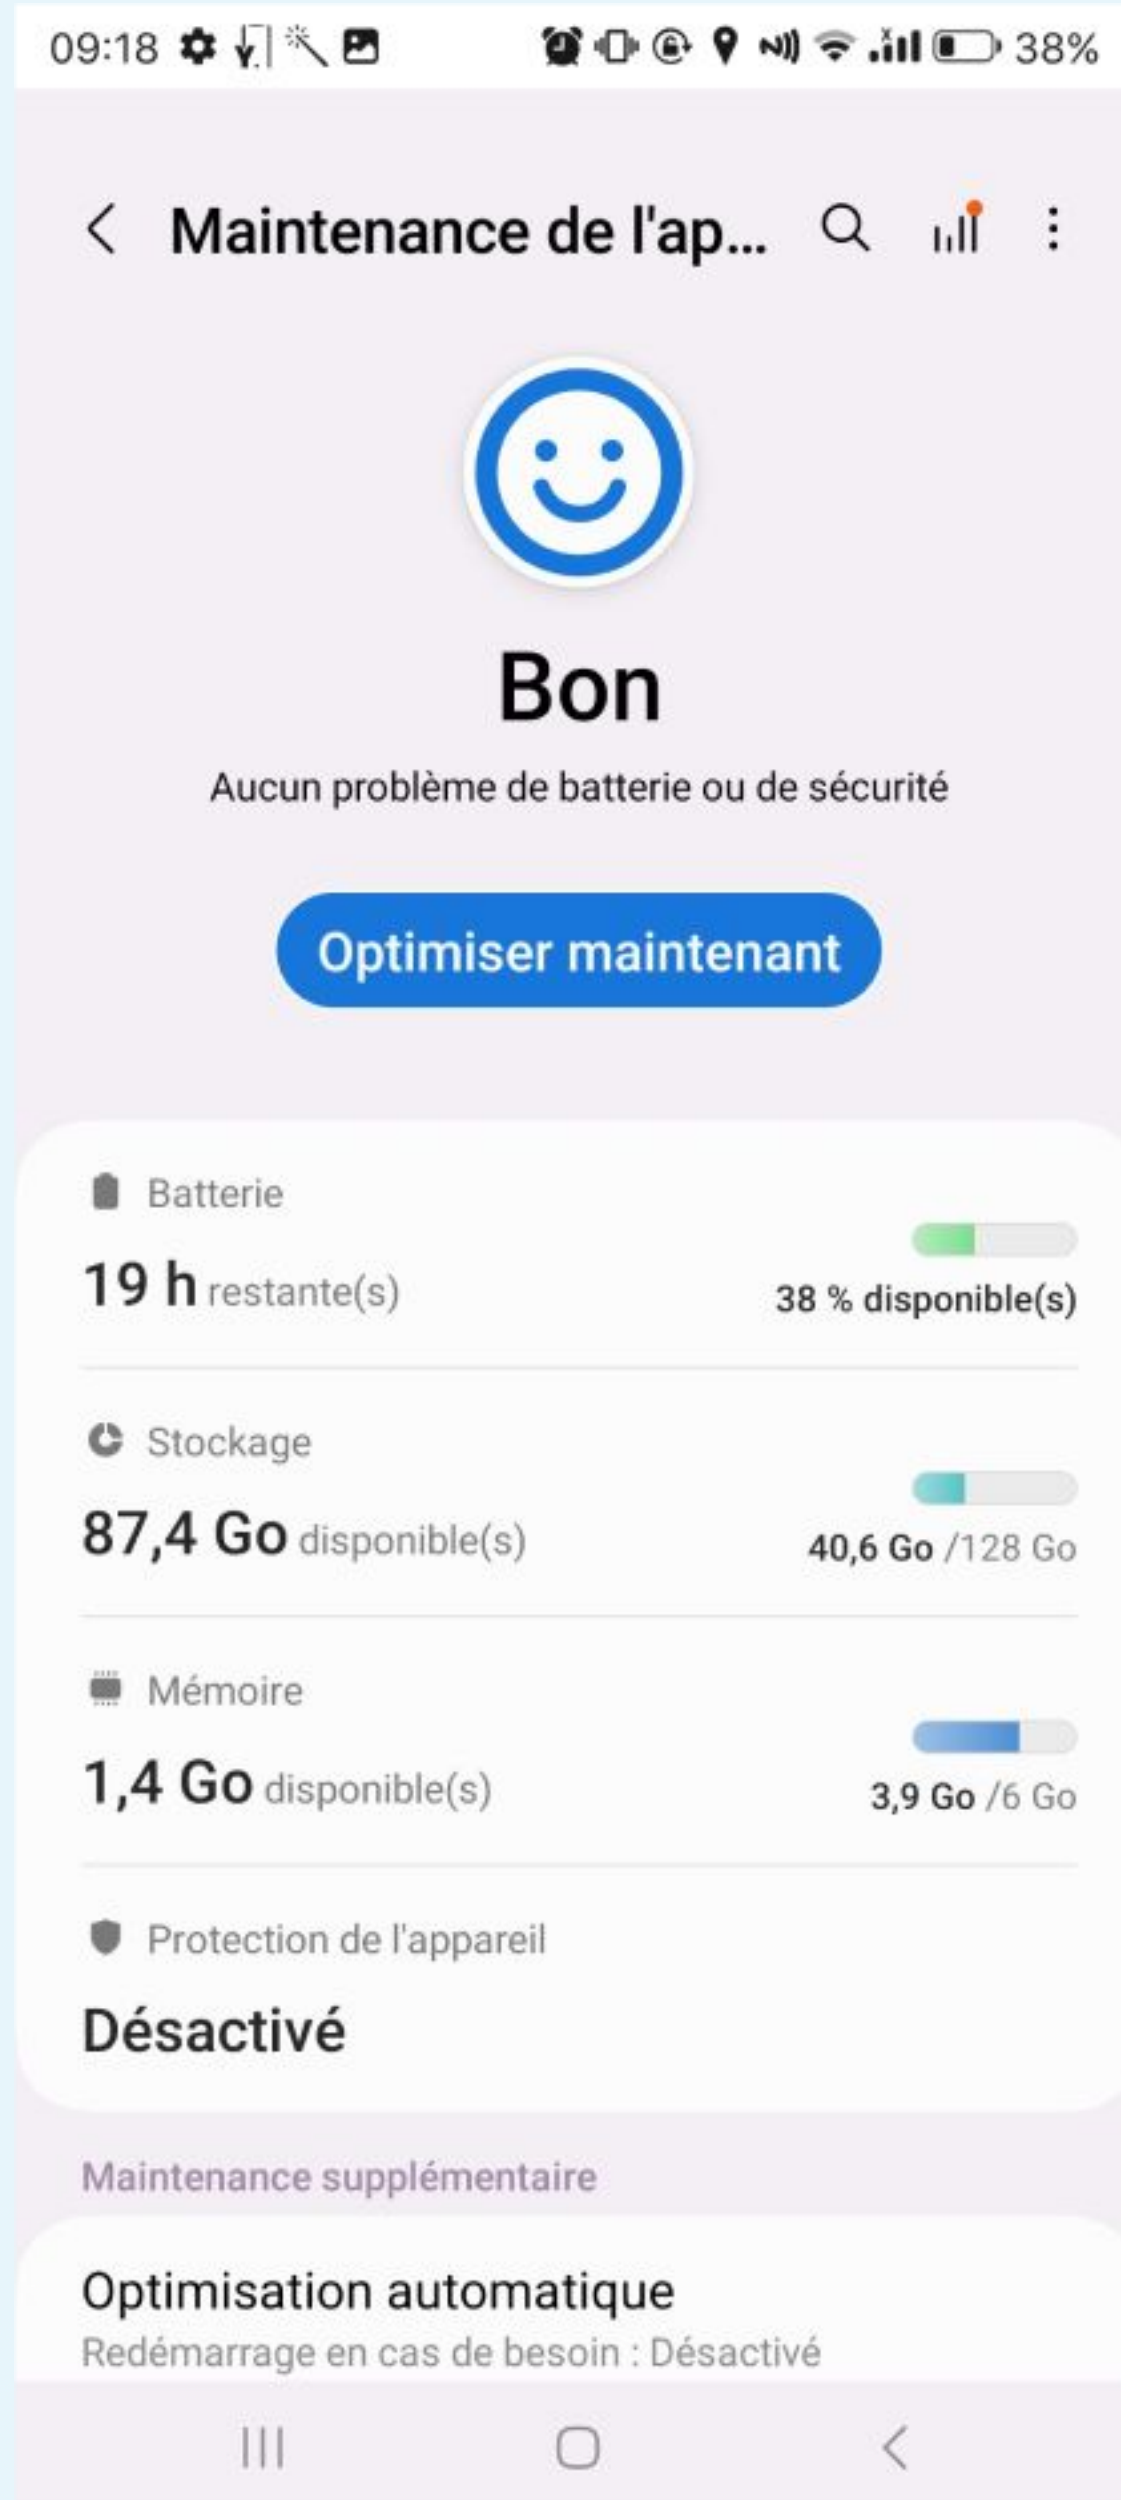 09:18 38%
Maintenance de l'ap...
Bon
Aucun problème de batterie ou de sécurité
Optimiser maintenant
Batterie
19 h restante(s)
38 % disponible(s)
Stockage
87,4 Go disponible(s)
40,6 Go /128 Go
Mémoire
1,4 Go disponible(s)
3,9 Go /6 Go
Protection de l'appareil
Désactivé
Maintenance supplémentaire
Optimisation automatique
Redémarrage en cas de besoin : Désactivé